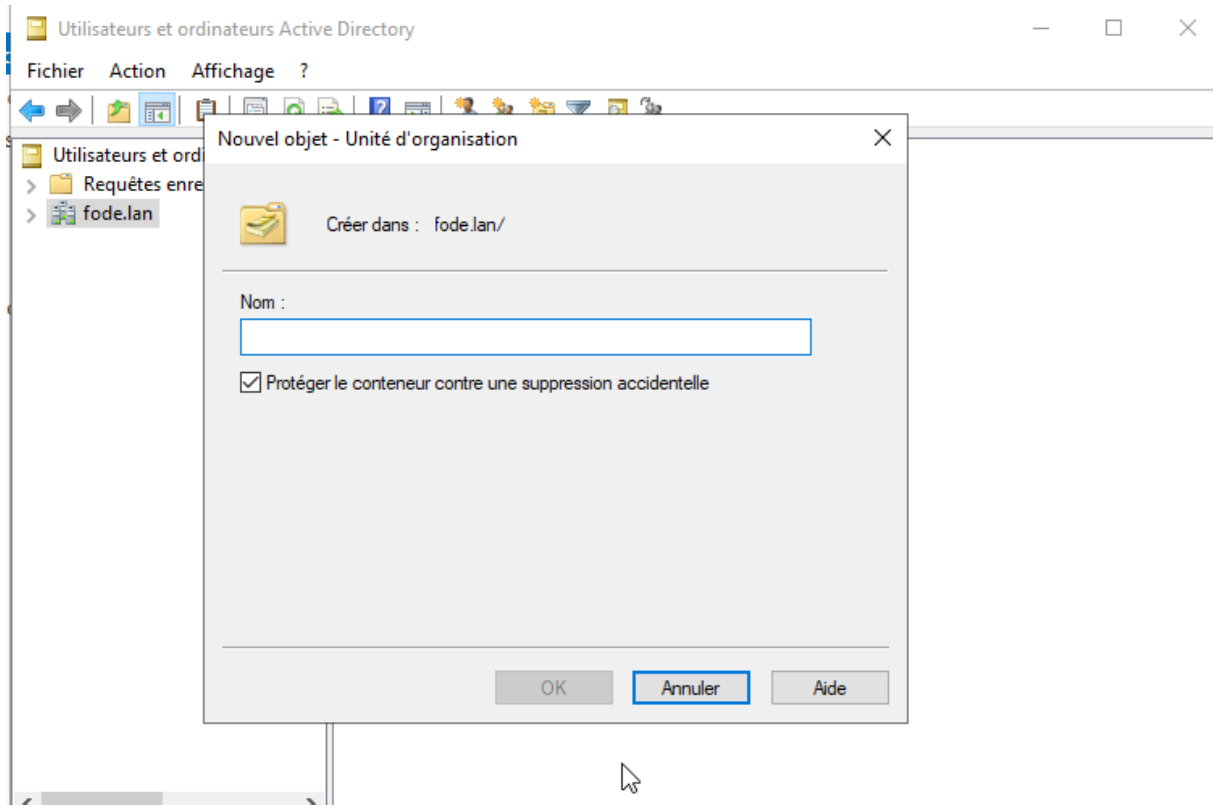 Utilisateurs et ordinateurs Active Directory
Fichier Action Affichage ?
Nouvel objet - Unité d'organisation
Utilisateurs et ordi
Requêtes enre
fode.lan
Créer dans : fode.lan/
Nom :
Protéger le conteneur contre une suppression accidentelle
OK Annuler Aide